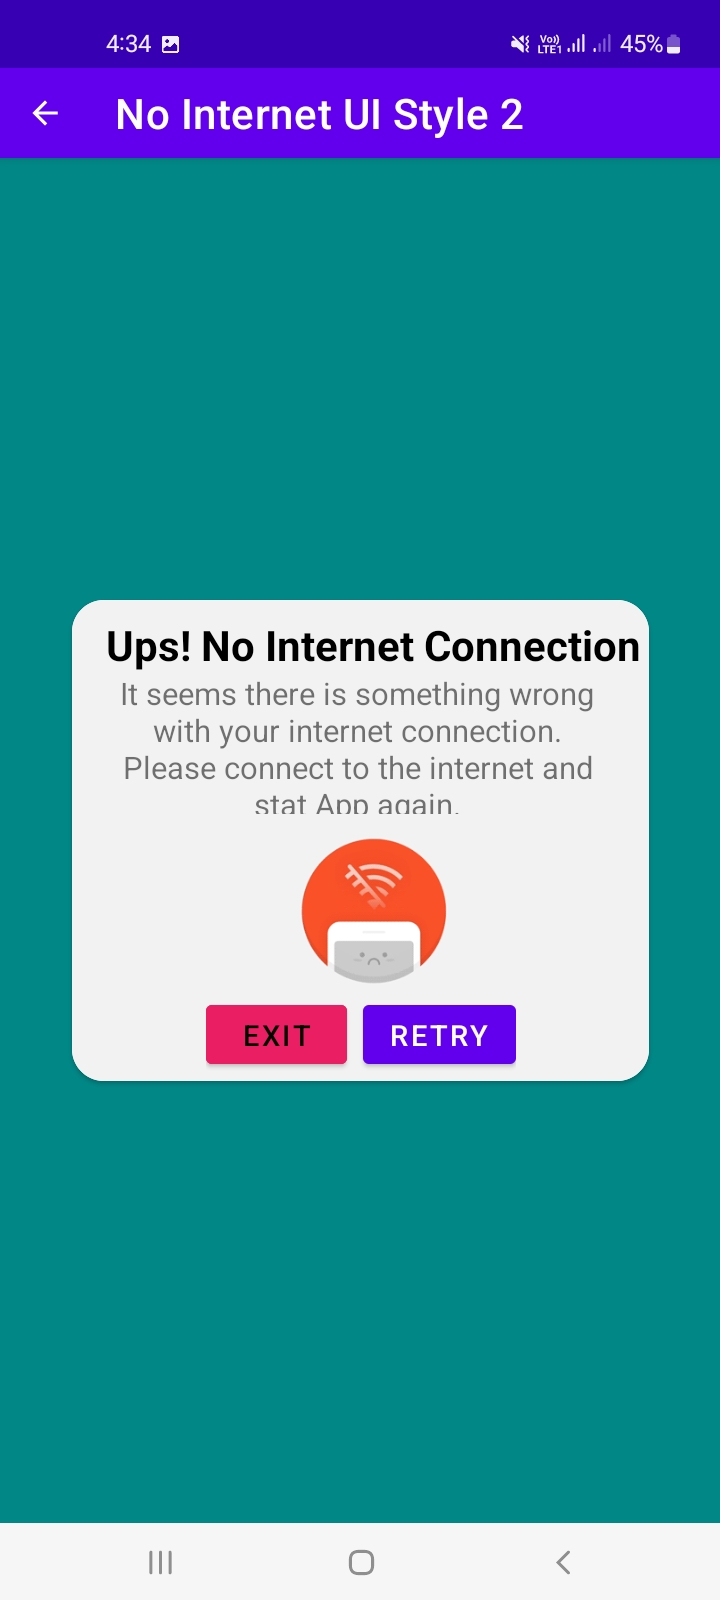 4:34 Vo)) LTE1 45%
No Internet UI Style 2
Ups! No Internet Connection
It seems there is something wrong
with your internet connection.
Please connect to the internet and
stat App again.
EXIT RETRY